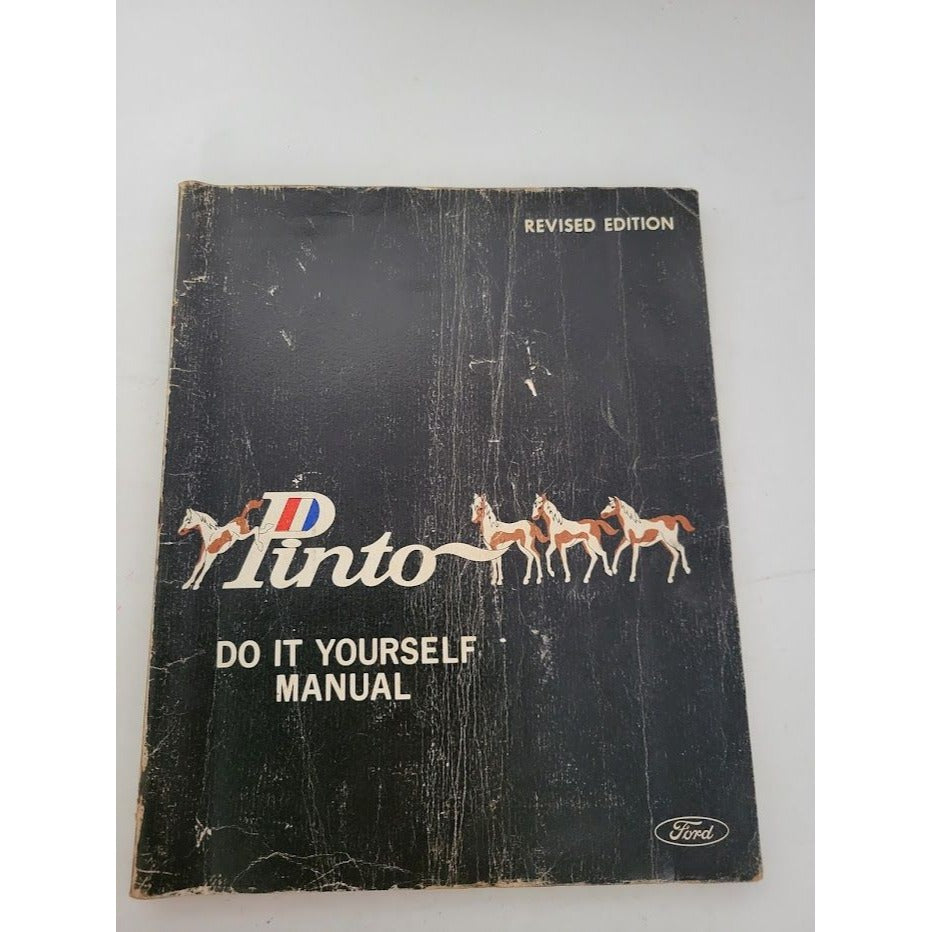 REVISED EDITION
Pinto
DO IT YOURSELF
MANUAL
Ford